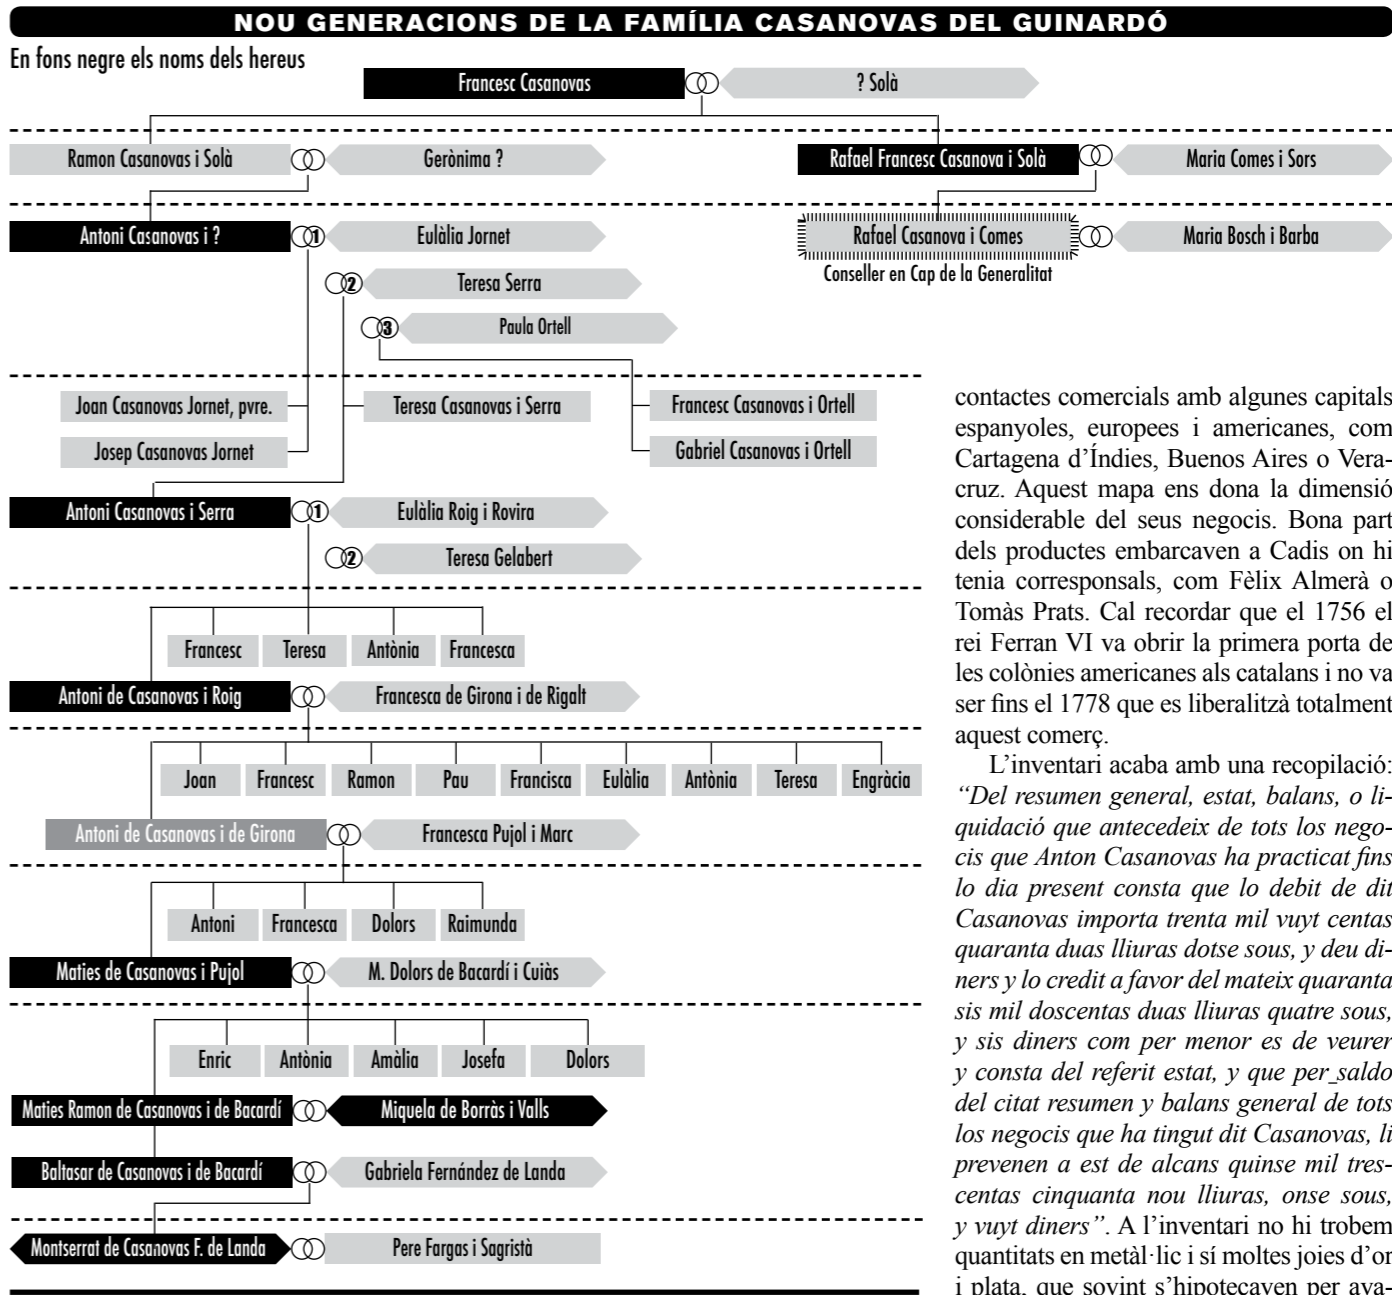 NOU GENERACIONS DE LA FAMÍLIA CASANOVAS DEL GUINARDÓ
En fons negre els noms dels hereus
Francesc Casanovas
? Solà
Ramon Casanovas i Solà
Gerònima ?
Rafael Francesc Casanova i Solà
Maria Comes i Sors
Antoni Casanovas i ?
1
Eulàlia Jornet
Rafael Casanova i Comes
Maria Bosch i Barba
Conseller en Cap de la Generalitat
2
Teresa Serra
3
Paula Ortell
Joan Casanovas Jornet, pvre.
Teresa Casanovas i Serra
Francesc Casanovas i Ortell
Josep Casanovas Jornet
Gabriel Casanovas i Ortell
Antoni Casanovas i Serra
1
Eulàlia Roig i Rovira
2
Teresa Gelabert
Francesc
Teresa
Antònia
Francesca
Antoni de Casanovas i Roig
Francesca de Girona i de Rigalt
Joan
Francesc
Ramon
Pau
Francisca
Eulàlia
Antònia
Teresa
Engràcia
Antoni de Casanovas i de Girona
Francesca Pujol i Marc
Antoni
Francesca
Dolors
Raimunda
Maties de Casanovas i Pujol
M. Dolors de Bacardí i Cuiàs
Enric
Antònia
Amàlia
Josefa
Dolors
Maties Ramon de Casanovas i de Bacardí
Miquela de Borràs i Valls
Baltasar de Casanovas i de Bacardí
Gabriela Fernández de Landa
Montserrat de Casanovas F. de Landa
Pere Fargas i Sagristà
contactes comercials amb algunes capitals
espanyoles, europees i americanes, com
Cartagena d’Índies, Buenos Aires o Vera-
cruz. Aquest mapa ens dona la dimensió
considerable del seus negocis. Bona part
dels productes embarcaven a Cadis on hi
tenia corresponsals, com Fèlix Almerà o
Tomàs Prats. Cal recordar que el 1756 el
rei Ferran VI va obrir la primera porta de
les colònies americanes als catalans i no va
ser fins el 1778 que es liberalitzà totalment
aquest comerç.
L’inventari acaba amb una recopilació:
“Del resumen general, estat, balans, o li-
quidació que antecedeix de tots los nego-
cis que Anton Casanovas ha practicat fins
lo dia present consta que lo debit de dit
Casanovas importa trenta mil vuyt centas
quaranta duas lliuras dotse sous, y deu di-
ners y lo credit a favor del mateix quaranta
sis mil doscentas duas lliuras quatre sous,
y sis diners com per menor es de veurer
y consta del referit estat, y que per_saldo
del citat resumen y balans general de tots
los negocis que ha tingut dit Casanovas, li
prevenen a est de alcans quinse mil tres-
centas cinquanta nou lliuras, onse sous,
y vuyt diners”. A l’inventari no hi trobem
quantitats en metàl·lic i sí moltes joies d’or
i plata, que sovint s’hipotecaven per ava-